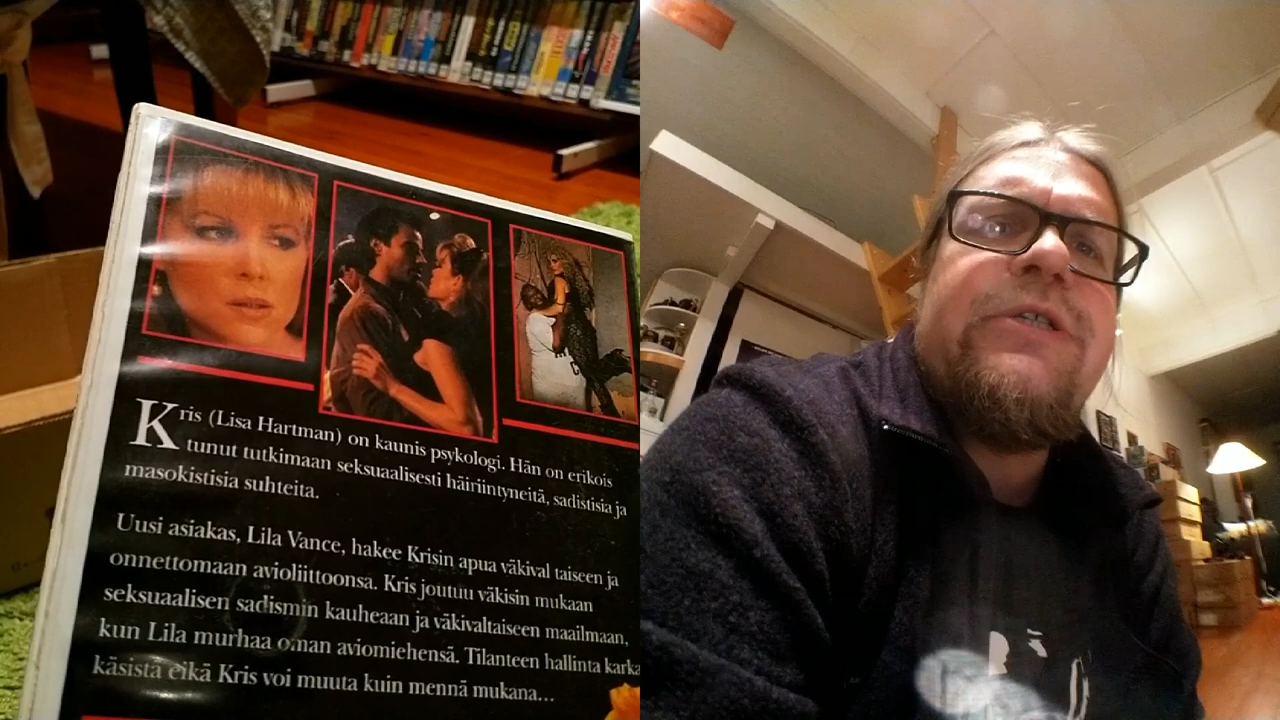 Kris (Lisa Hartman) on kaunis psykologi. Hän on erikois
tunut tutkimaan seksuaalisesti häiriintyneitä, sadistisia ja
masokistisia suhteita.
Uusi asiakas, Lila Vance, hakee Krisin apua väkival taiseen ja
onnettomaan avioliittoonsa. Kris joutuu väkisin mukaan
seksuaalisen sadismin kauheaan ja väkivaltaiseen maailmaan,
kun Lila murhaa oman aviomiehensä. Tilanteen hallinta karka
käsistä eikä Kris voi muuta kuin mennä mukana...